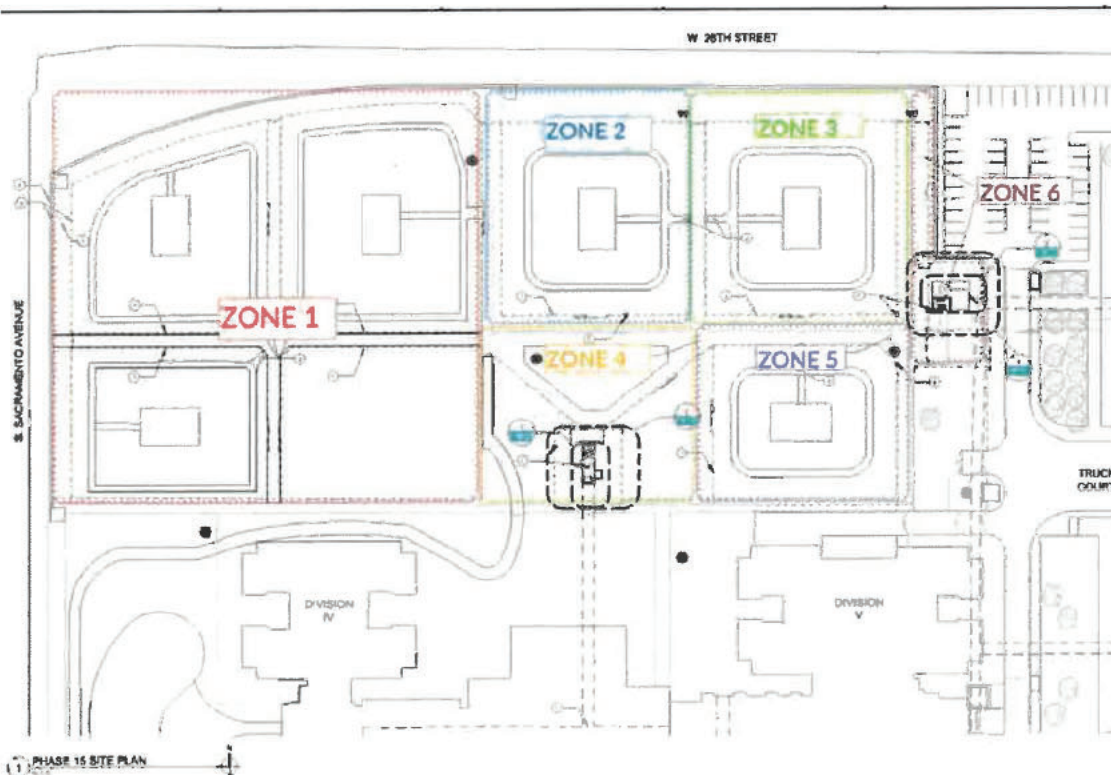 W 26TH STREET
ZONE 2
ZONE 3
ZONE 6
S. SACRAMENTO AVENUE
ZONE 1
ZONE 4
ZONE 5
TRUCK
COURT
DIVISION
IV
DIVISION
V
1 PHASE 15 SITE PLAN